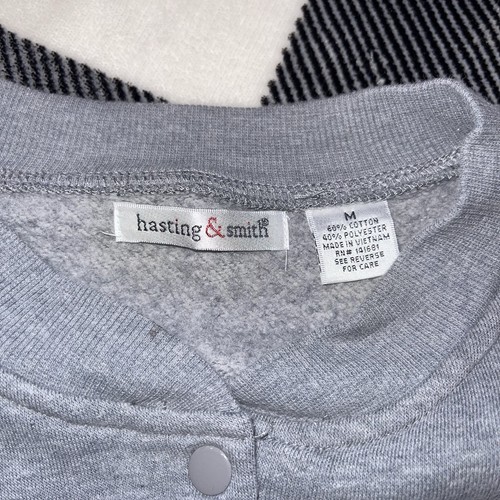 hasting & smith®
M
60% COTTON
40% POLYESTER
MADE IN VIETNAM
RN# 141681
SEE REVERSE
FOR CARE